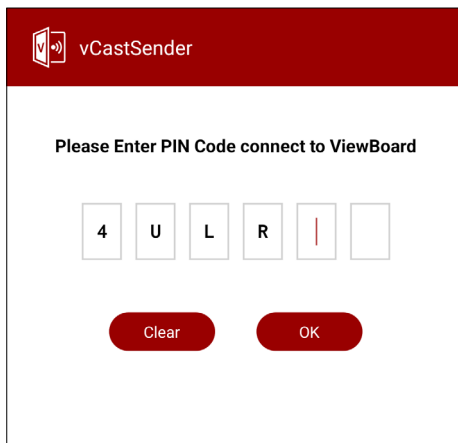 V
vCastSender
Please Enter PIN Code connect to ViewBoard
4 U L R
Clear OK